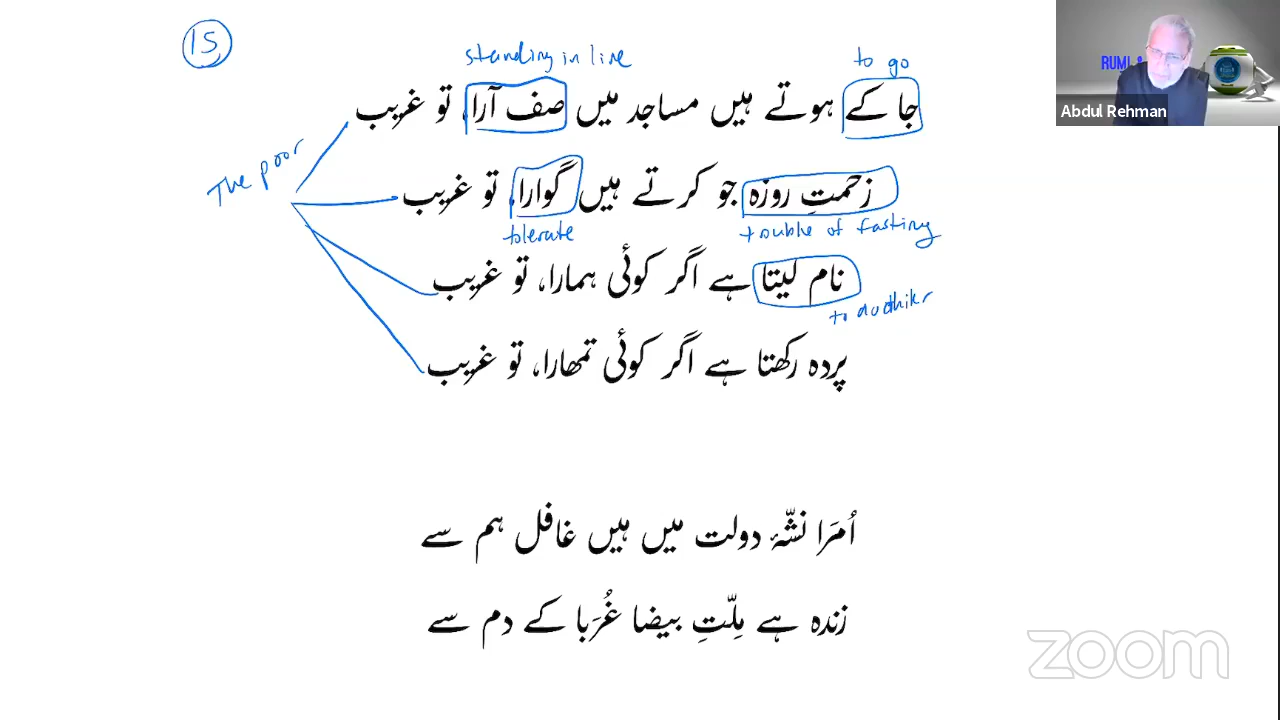 15
standing in line
to go
RUMI &
جا کے ہوتے ہیں مساجد میں صف آرا، تو غریب
Abdul Rehman
The poor
زحمتِ روزہ جو کرتے ہیں گوارا، تو غریب
tolerate
trouble of fasting
نام لیتا ہے اگر کوئی ہمارا، تو غریب
to do dhikr
پردہ رکھتا ہے اگر کوئی تمھارا، تو غریب
اُمَرا نشّۂ دولت میں ہیں غافل ہم سے
زندہ ہے مِلّتِ بیضا غُرَبا کے دم سے
zoom